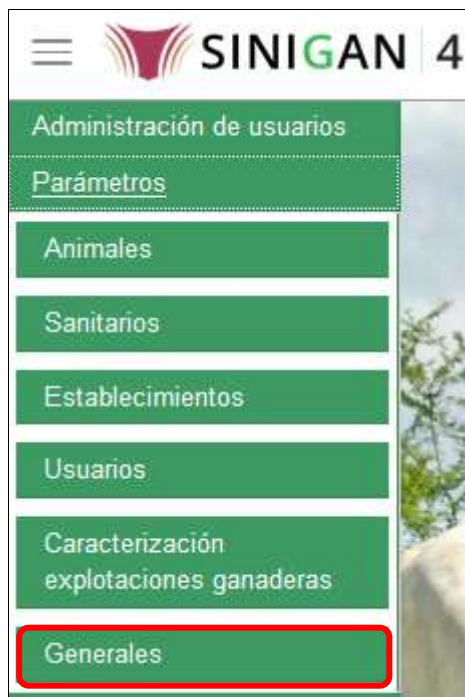 SINIGAN 4
Administración de usuarios
Parámetros
Animales
Sanitarios
Establecimientos
Usuarios
Caracterización
explotaciones ganaderas
Generales